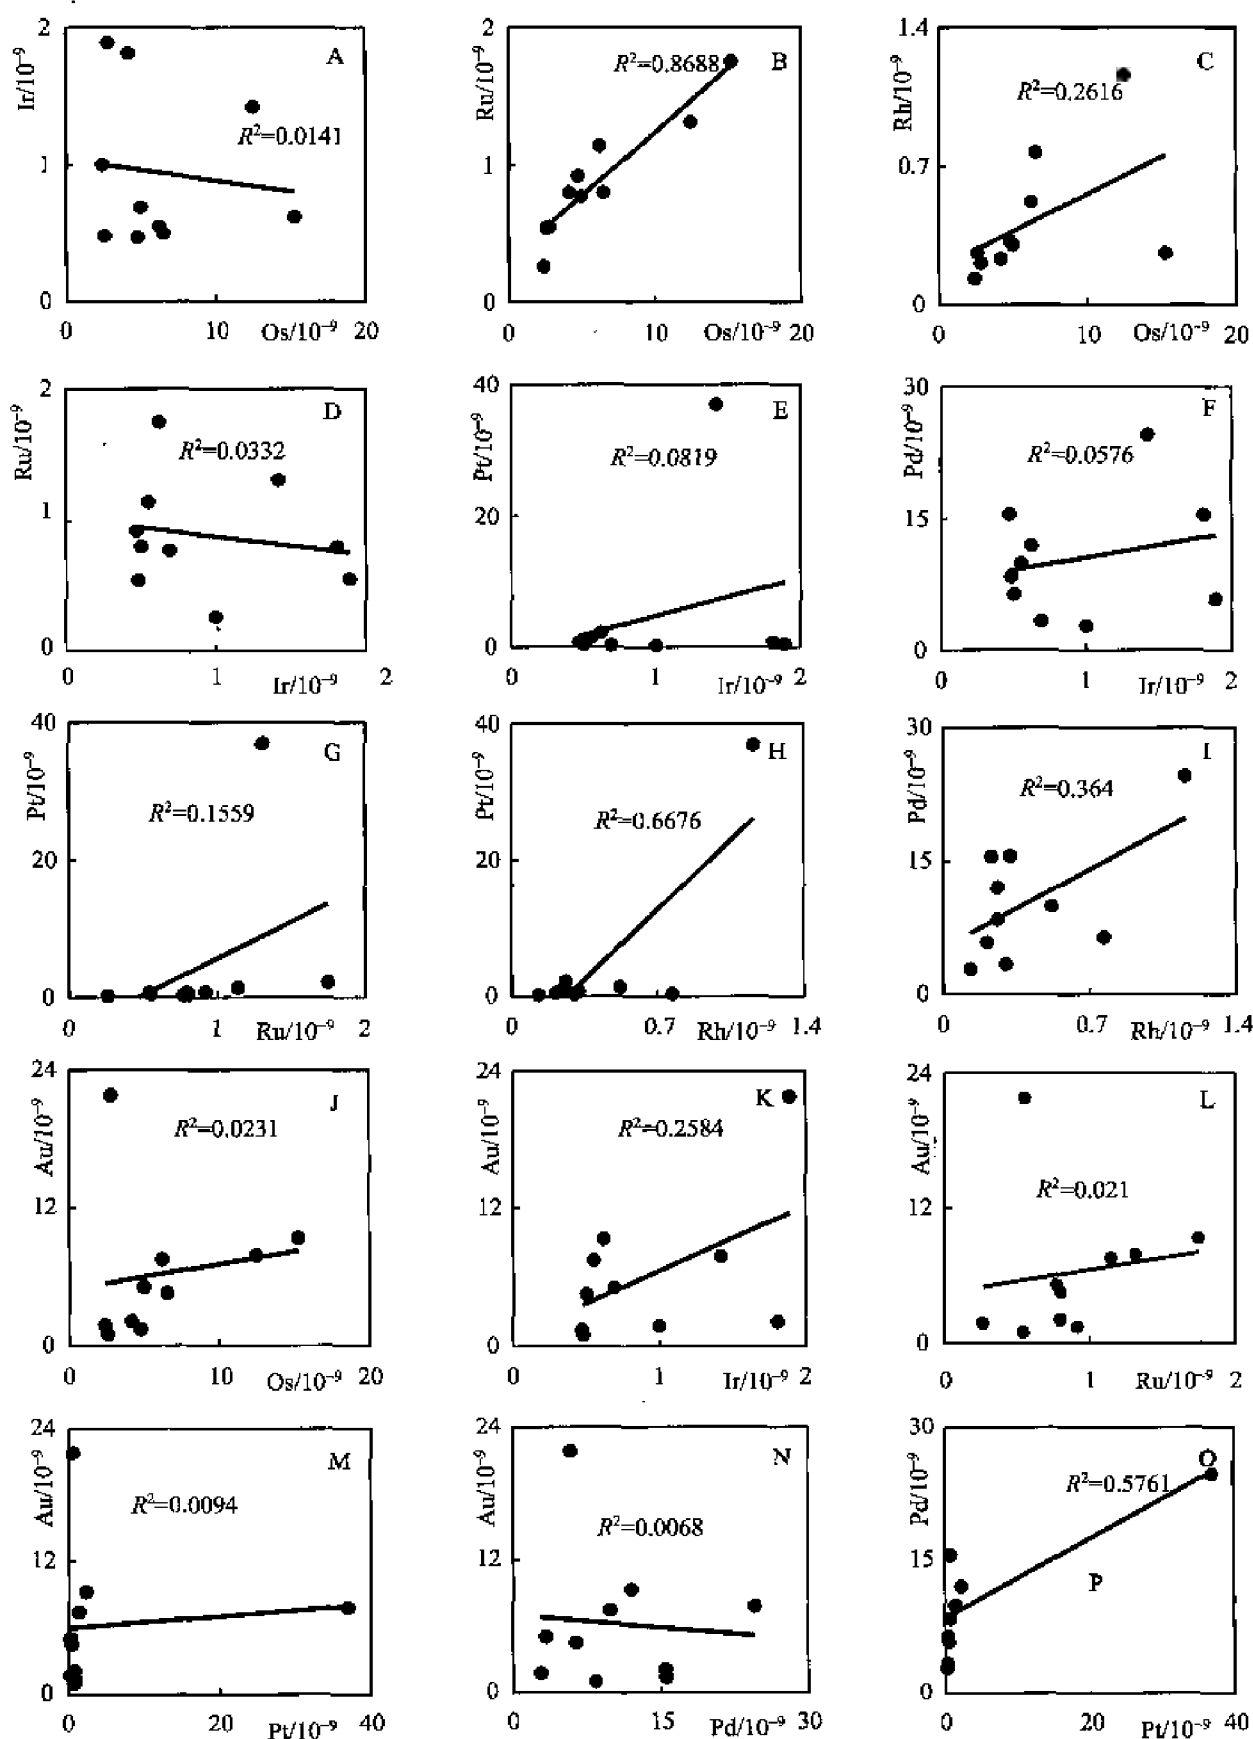 2
A
Ir/10⁻⁹
R²=0.0141
1
0
0
10
Os/10⁻⁹
20
2
B
Ru/10⁻⁹
R²=0.8688
1
0
0
10
Os/10⁻⁹
20
1.4
C
Rh/10⁻⁹
R²=0.2616
0.7
0
0
10
Os/10⁻⁹
20
2
D
Ru/10⁻⁹
R²=0.0332
1
0
0
1
Ir/10⁻⁹
2
40
E
Pt/10⁻⁹
R²=0.0819
20
0
0
1
Ir/10⁻⁹
2
30
F
Pd/10⁻⁹
R²=0.0576
15
0
0
1
Ir/10⁻⁹
2
40
G
Pt/10⁻⁹
R²=0.1559
20
0
0
1
Ru/10⁻⁹
2
40
H
Pt/10⁻⁹
R²=0.6676
20
0
0
0.7
Rh/10⁻⁹
1.4
30
I
Pd/10⁻⁹
R²=0.364
15
0
0
0.7
Rh/10⁻⁹
1.4
24
J
Au/10⁻⁹
R²=0.0231
12
0
0
10
Os/10⁻⁹
20
24
K
Au/10⁻⁹
R²=0.2584
12
0
0
1
Ir/10⁻⁹
2
24
L
Au/10⁻⁹
R²=0.021
12
0
0
1
Ru/10⁻⁹
2
24
M
Au/10⁻⁹
R²=0.0094
12
0
0
20
Pt/10⁻⁹
40
24
N
Au/10⁻⁹
R²=0.0068
12
0
0
15
Pd/10⁻⁹
30
30
O
Pd/10⁻⁹
R²=0.5761
15
P
0
0
20
Pt/10⁻⁹
40